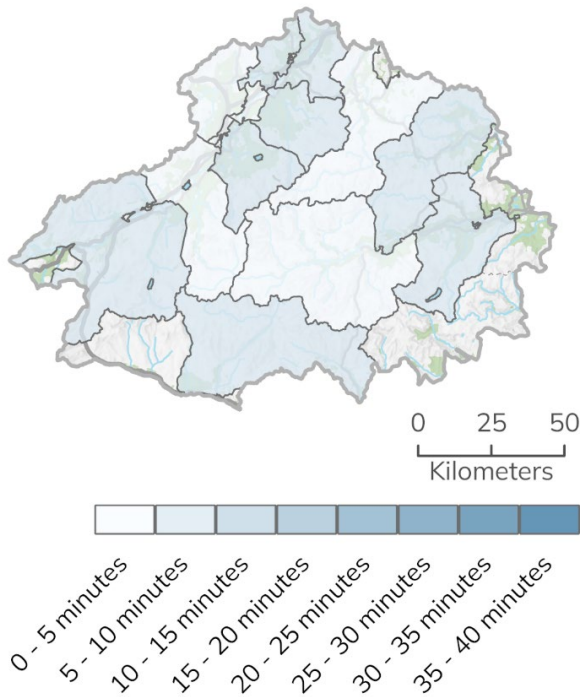 0 25 50
Kilometers
0 - 5 minutes
5 - 10 minutes
10 - 15 minutes
15 - 20 minutes
20 - 25 minutes
25 - 30 minutes
30 - 35 minutes
35 - 40 minutes